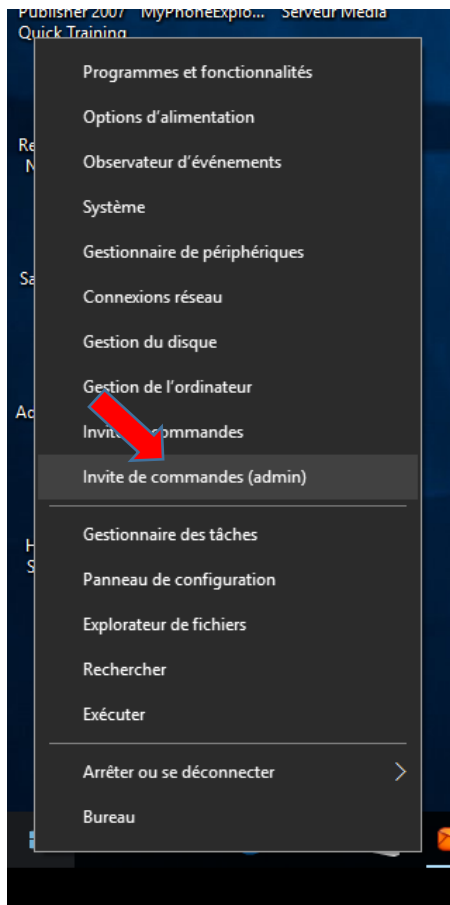 Publisher 2007 MyPhoneExplo... Serveur Média
Quick Training
Programmes et fonctionnalités
Options d'alimentation
Observateur d'événements
Système
Gestionnaire de périphériques
Connexions réseau
Gestion du disque
Gestion de l'ordinateur
Invite commandes
Invite de commandes (admin)
Gestionnaire des tâches
Panneau de configuration
Explorateur de fichiers
Rechercher
Exécuter
Arrêter ou se déconnecter
Bureau